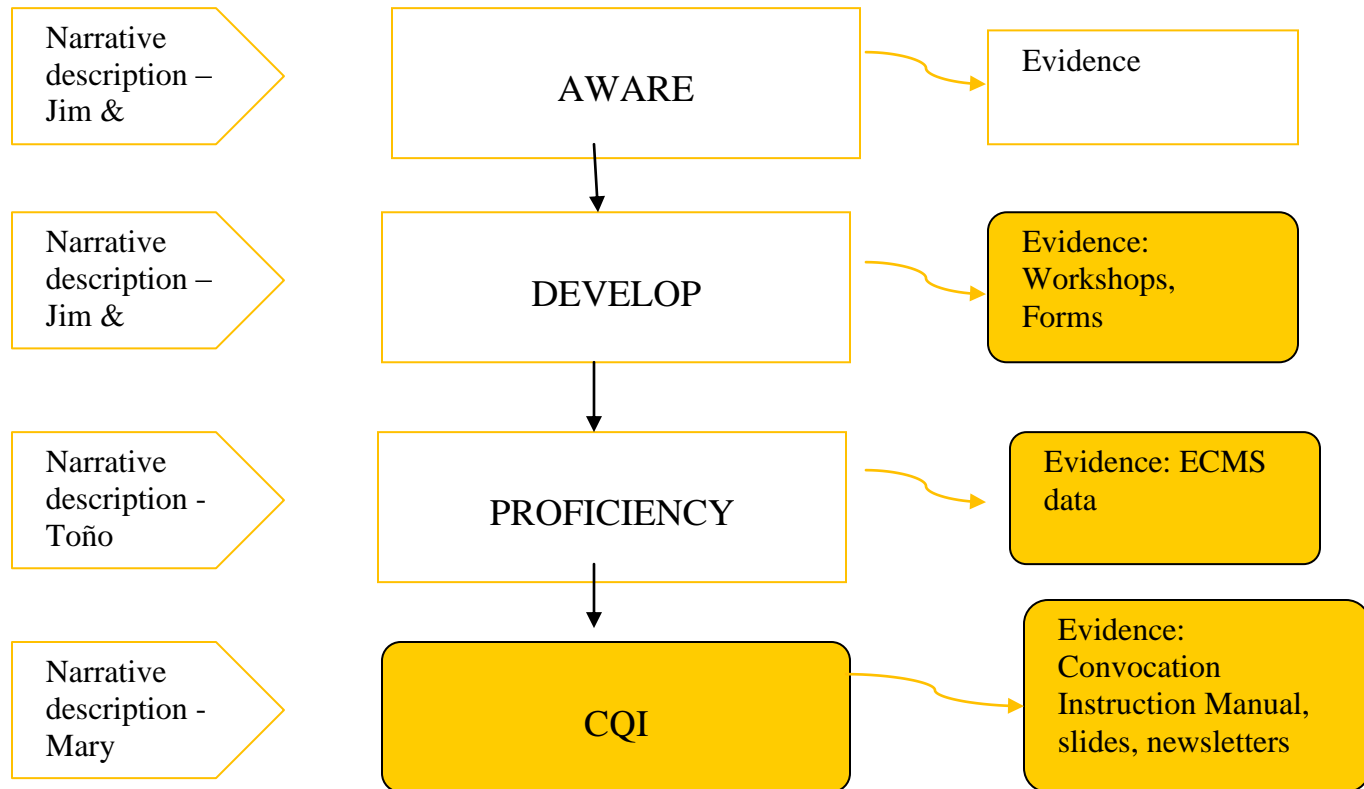 Narrative
description –
Jim &
AWARE
Evidence
Narrative
description –
Jim &
DEVELOP
Evidence:
Workshops,
Forms
Narrative
description -
Toño
PROFICIENCY
Evidence: ECMS
data
Narrative
description -
Mary
CQI
Evidence:
Convocation
Instruction Manual,
slides, newsletters